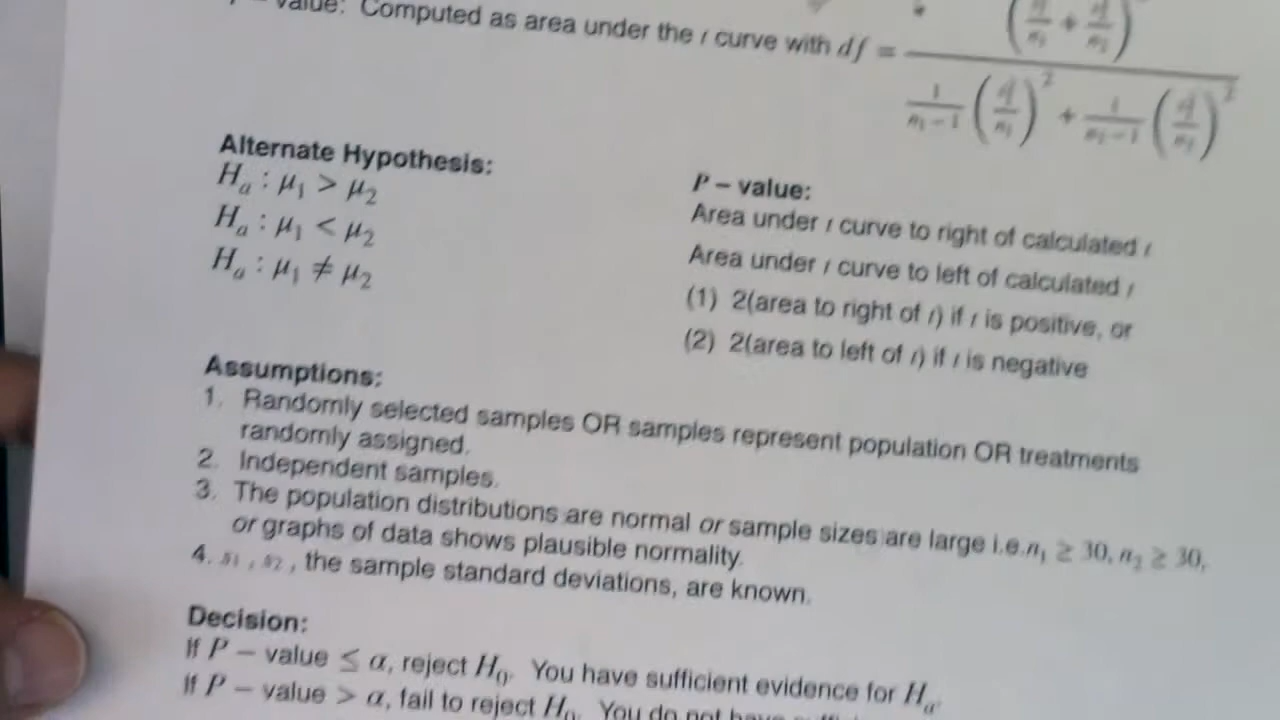 value: Computed as area under the t curve with df =
Alternate Hypothesis:
Hₐ : μ₁ > μ₂
Hₐ : μ₁ < μ₂
Hₐ : μ₁ ≠ μ₂
P – value:
Area under t curve to right of calculated t
Area under t curve to left of calculated t
(1) 2(area to right of t) if t is positive, or
(2) 2(area to left of t) if t is negative
Assumptions:
1. Randomly selected samples OR samples represent population OR treatments
randomly assigned.
2. Independent samples.
3. The population distributions are normal or sample sizes are large i.e.n₁ ≥ 30, n₂ ≥ 30,
or graphs of data shows plausible normality.
4. s₁ , s₂ , the sample standard deviations, are known.
Decision:
If P – value ≤ α, reject H₀. You have sufficient evidence for Hₐ.
If P – value > α, fail to reject H₀. You do not have